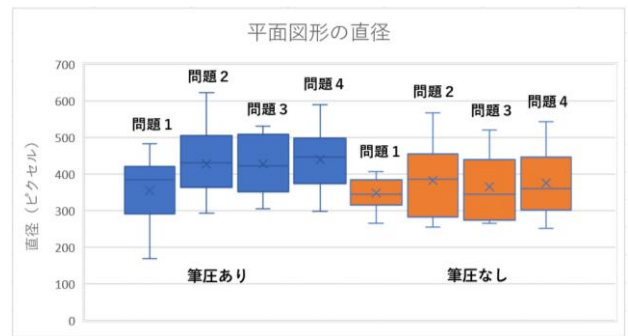 平面図形の直径
直径（ピクセル）
700
600
500
400
300
200
100
0
問題１
問題２
問題３
問題４
問題１
問題２
問題３
問題４
筆圧あり
筆圧なし